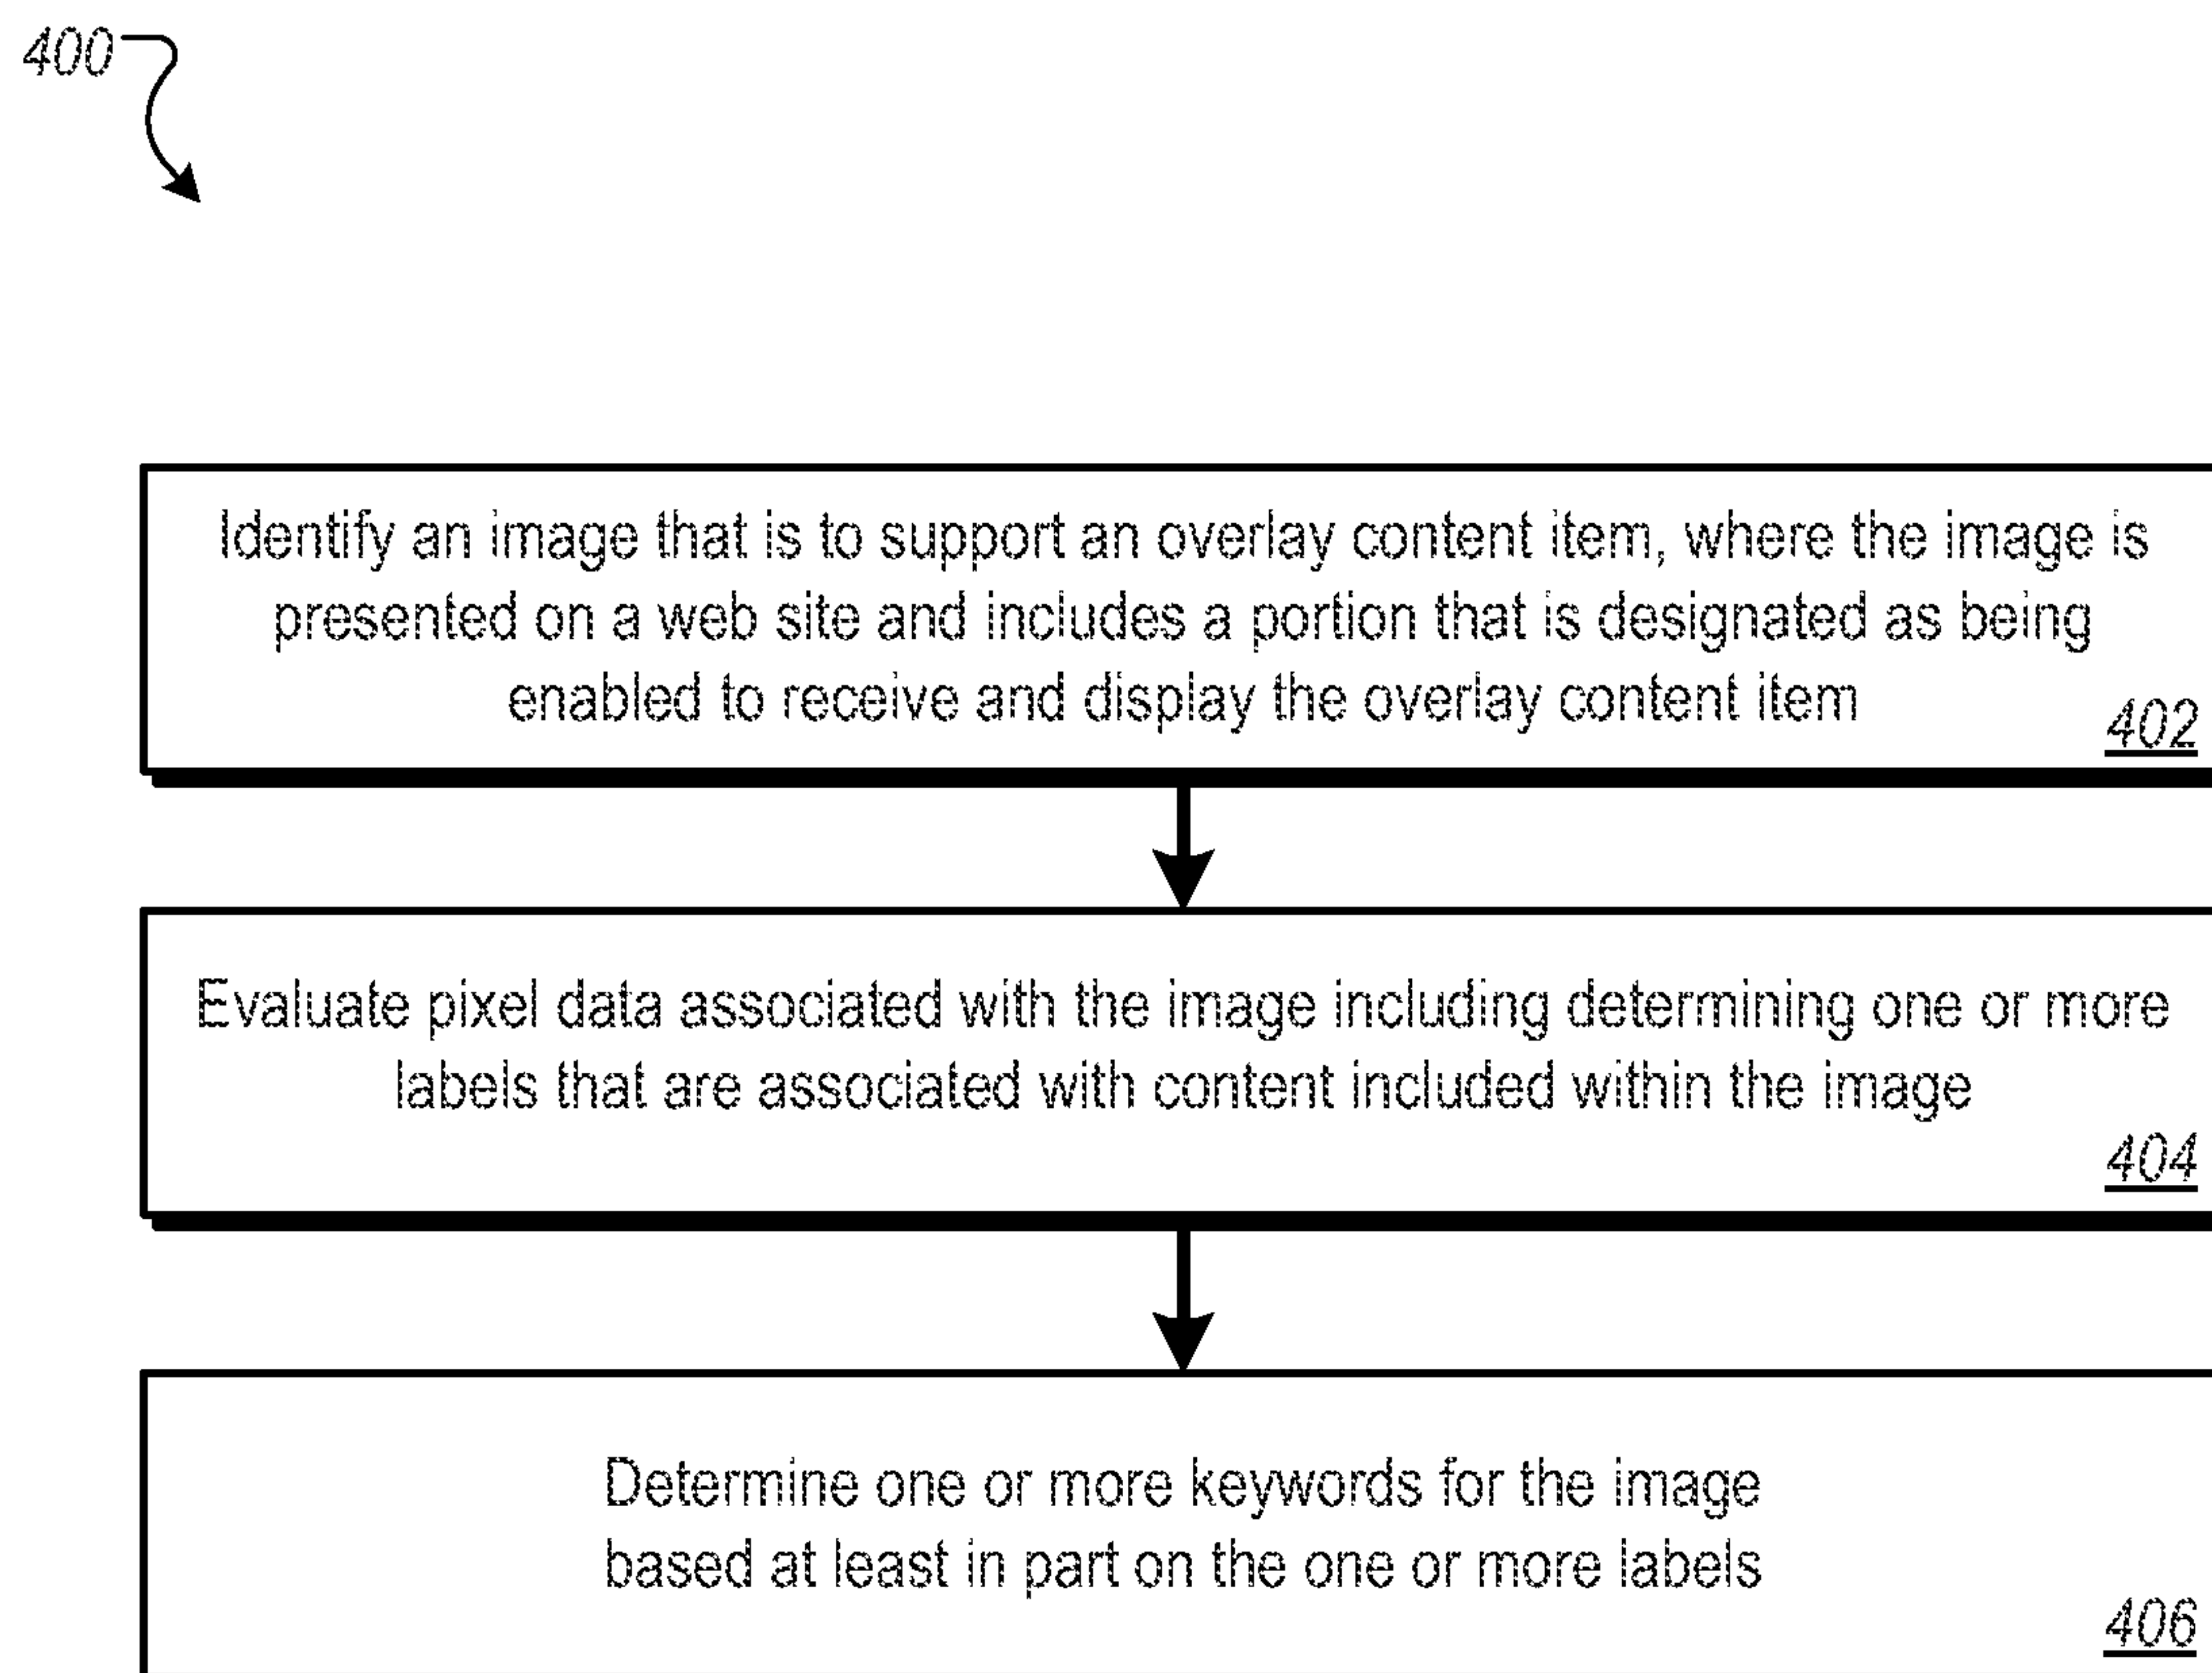 400
Identify an image that is to support an overlay content item, where the image is
presented on a web site and includes a portion that is designated as being
enabled to receive and display the overlay content item
402
Evaluate pixel data associated with the image including determining one or more
labels that are associated with content included within the image
404
Determine one or more keywords for the image
based at least in part on the one or more labels
406